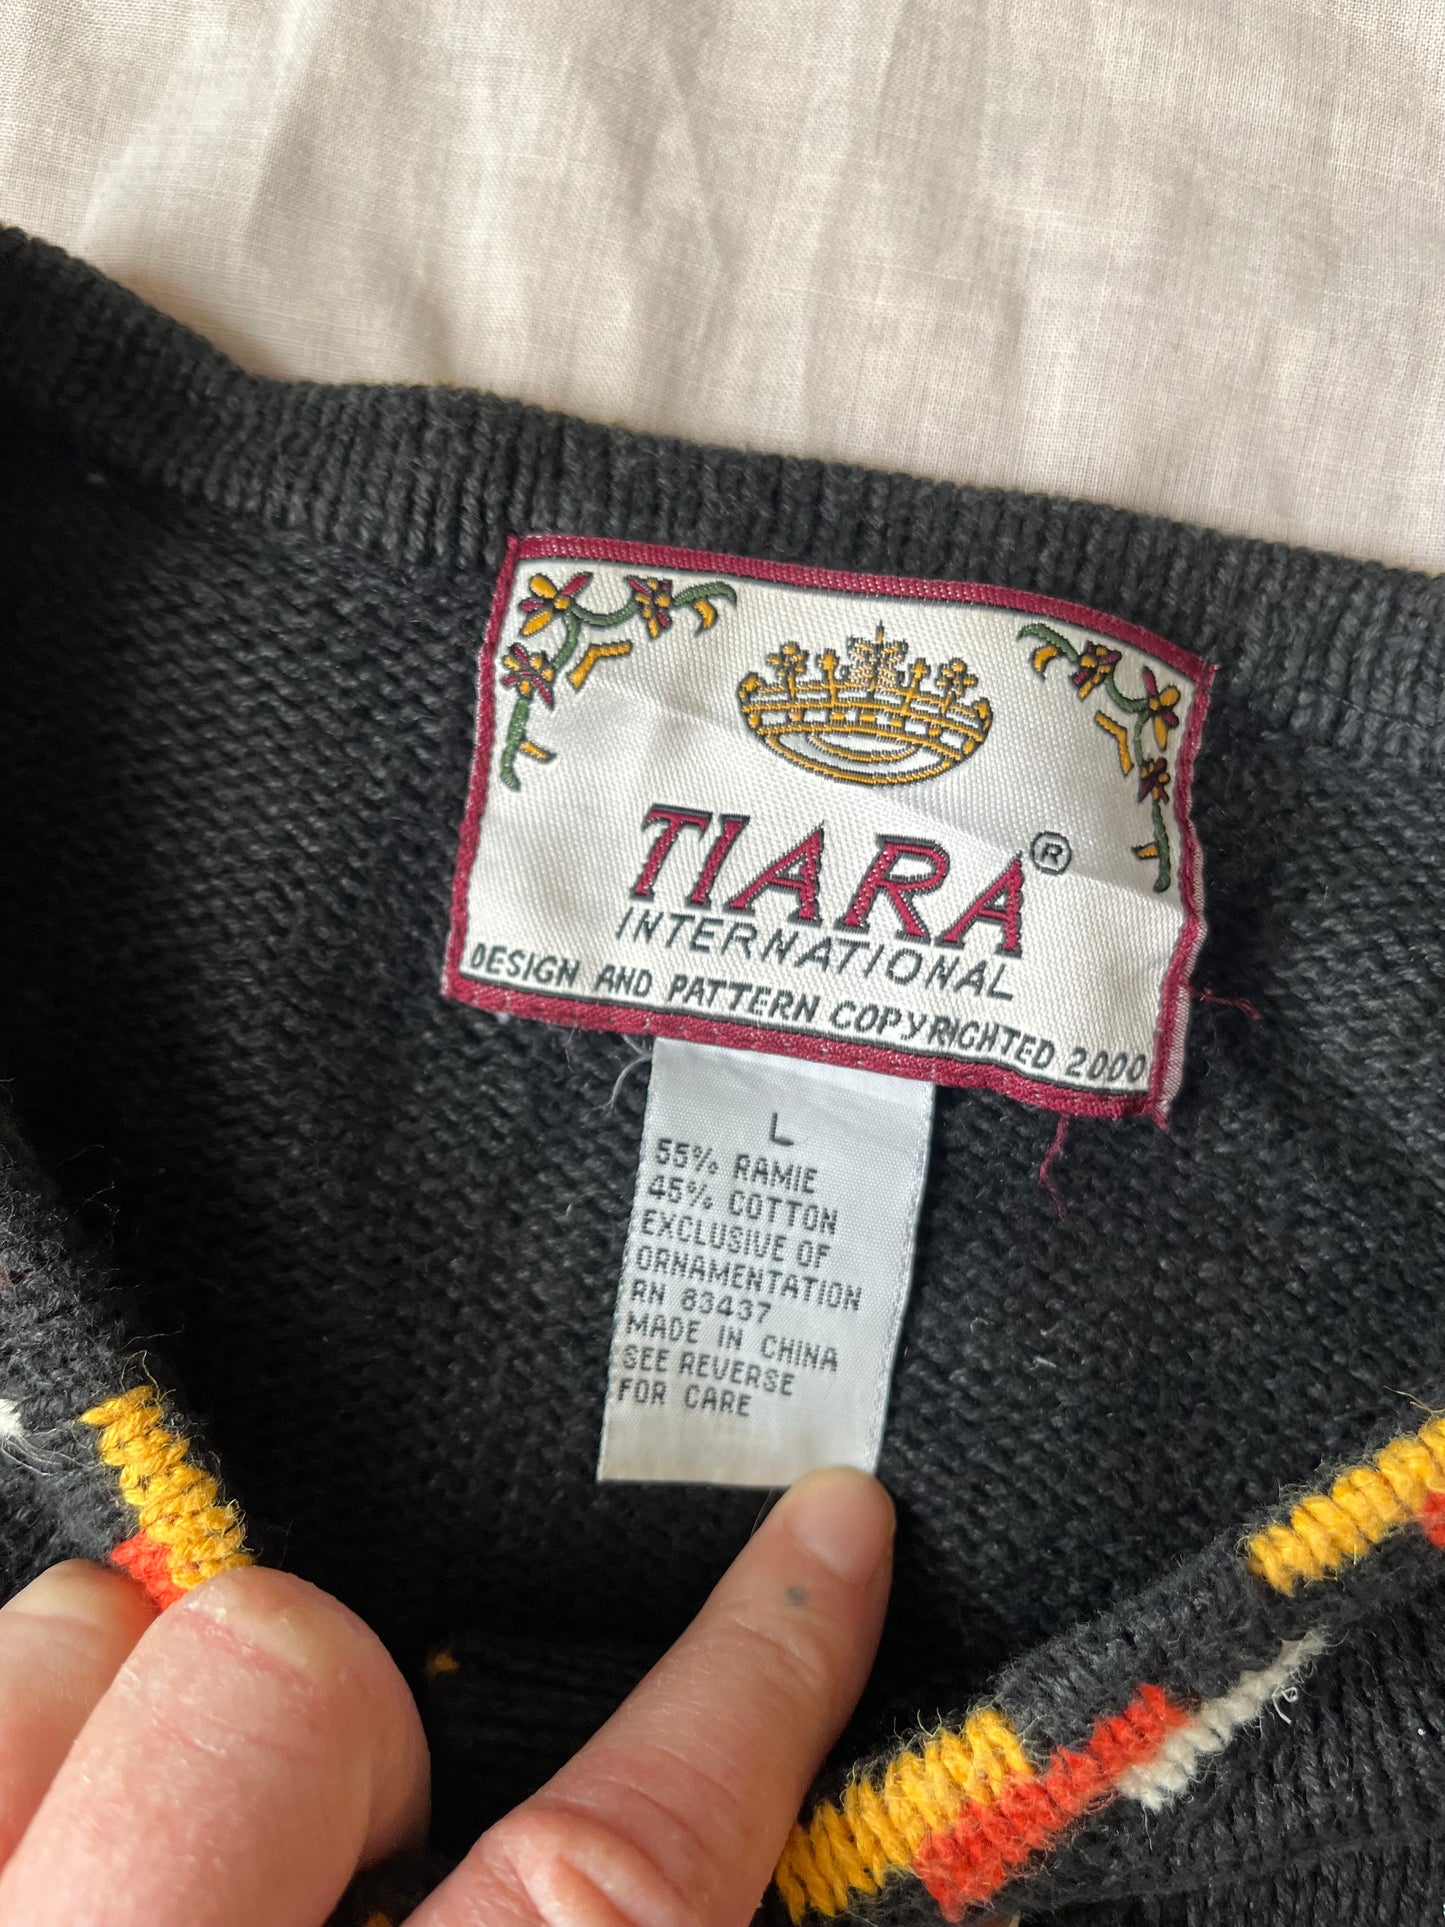 TIARA®
INTERNATIONAL
DESIGN AND PATTERN COPYRIGHTED 2000
L
55% RAMIE
45% COTTON
EXCLUSIVE OF
ORNAMENTATION
RN 83437
MADE IN CHINA
SEE REVERSE
FOR CARE